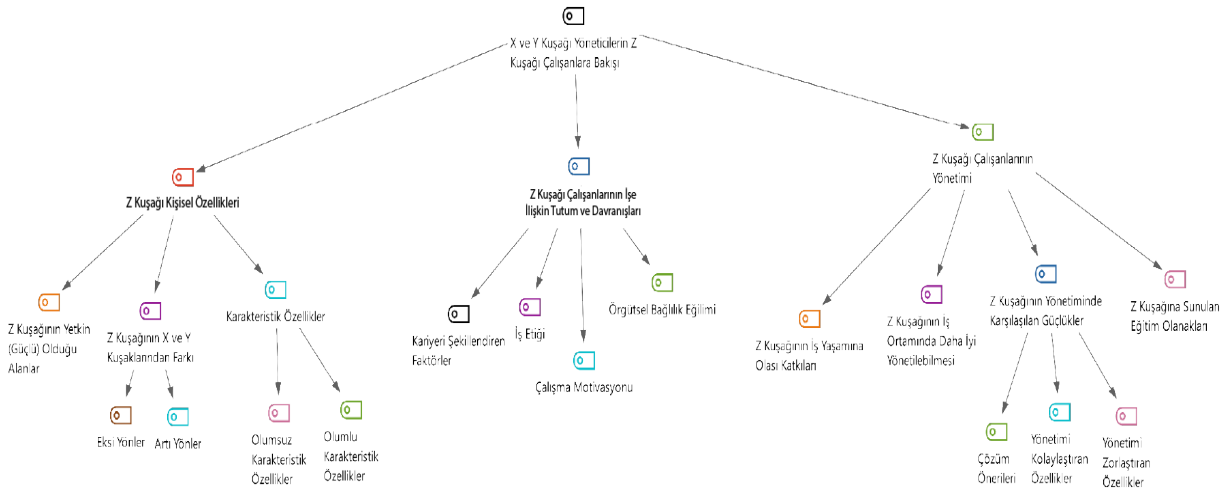 X ve Y Kuşağı Yöneticilerin Z
Kuşağı Çalışanlara Bakışı
Z Kuşağı Kişisel Özellikleri
Z Kuşağı Çalışanlarının İşe
İlişkin Tutum ve Davranışları
Z Kuşağı Çalışanlarının
Yönetimi
Z Kuşağının Yetkin
(Güçlü) Olduğu
Alanlar
Z Kuşağının X ve Y
Kuşaklarından Farkı
Karakteristik Özellikler
Kariyeri Şekillendiren
Faktörler
İş Etiği
Çalışma Motivasyonu
Örgütsel Bağlılık Eğilimi
Z Kuşağının İş Yaşamına
Olası Katkıları
Z Kuşağının İş
Ortamında Daha İyi
Yönetilebilmesi
Z Kuşağının Yönetiminde
Karşılaşılan Güçlükler
Z Kuşağına Sunulan
Eğitim Olanakları
Eksi Yönler
Artı Yönler
Olumsuz
Karakteristik
Özellikler
Olumlu
Karakteristik
Özellikler
Çözüm
Önerileri
Yönetimi
Kolaylaştıran
Özellikler
Yönetimi
Zorlaştıran
Özellikler